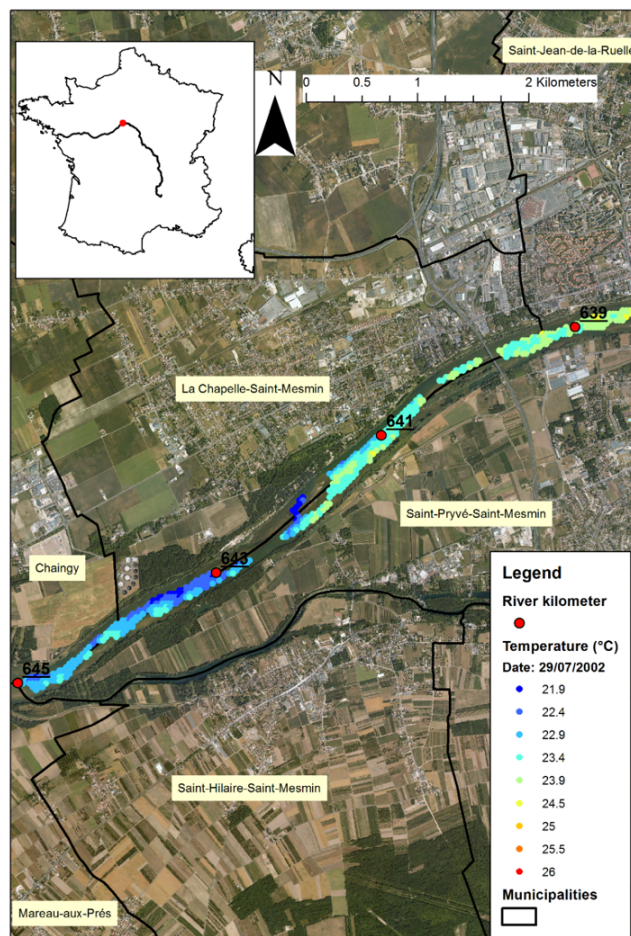 Saint-Jean-de-la-Ruelle
N
0 0.5 1 2 Kilometers
639
La Chapelle-Saint-Mesmin
641
Saint-Pryvé-Saint-Mesmin
Chaingy
643
645
Saint-Hilaire-Saint-Mesmin
Mareau-aux-Prés
Legend
River kilometer
Temperature (°C)
Date: 29/07/2002
21.9
22.4
22.9
23.4
23.9
24.5
25
25.5
26
Municipalities